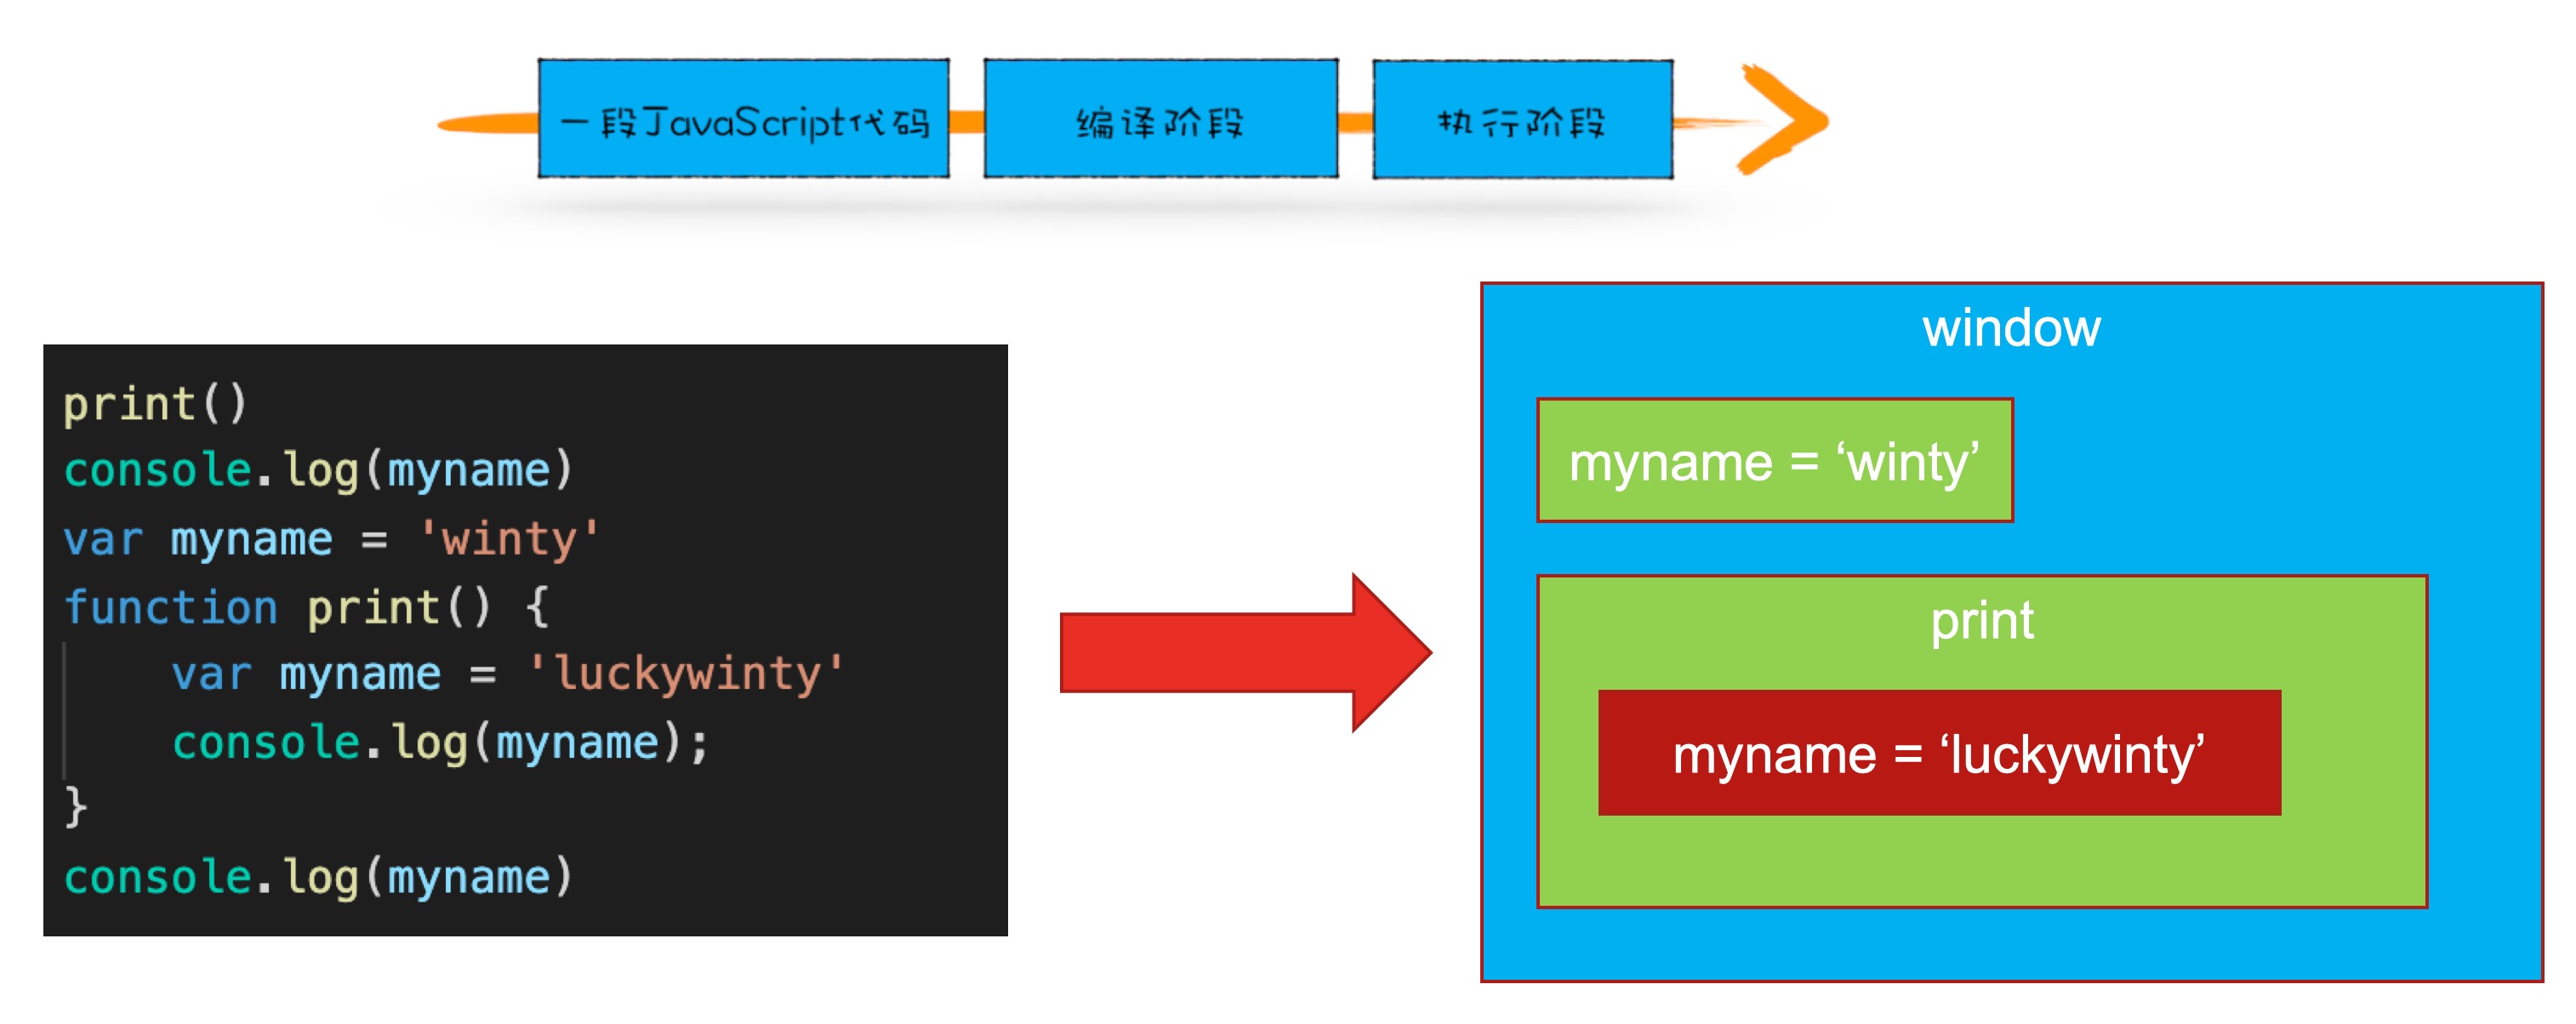 一段JavaScript代码
编译阶段
执行阶段
print()
console.log(myname)
var myname = 'winty'
function print() {
    var myname = 'luckywinty'
    console.log(myname);
}
console.log(myname)
window
myname = ‘winty’
print
myname = ‘luckywinty’